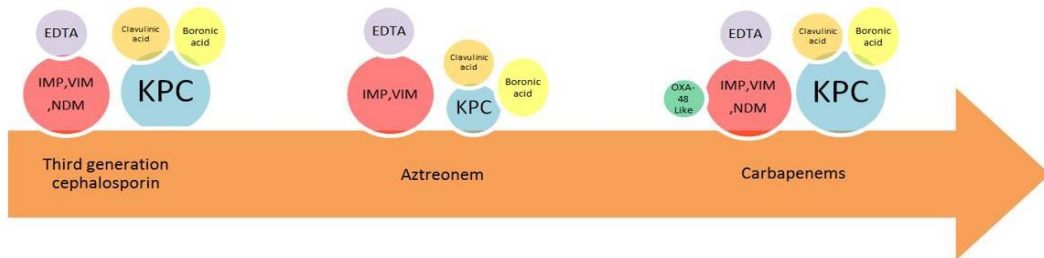 EDTA
Clavulinic
acid
Boronic
acid
IMP,VIM
,NDM
KPC
Third generation
cephalosporin
EDTA
Clavulinic
acid
Boronic
acid
IMP,VIM
KPC
Aztreonem
EDTA
Clavulinic
acid
Boronic
acid
OXA-
48
Like
IMP,VIM
,NDM
KPC
Carbapenems